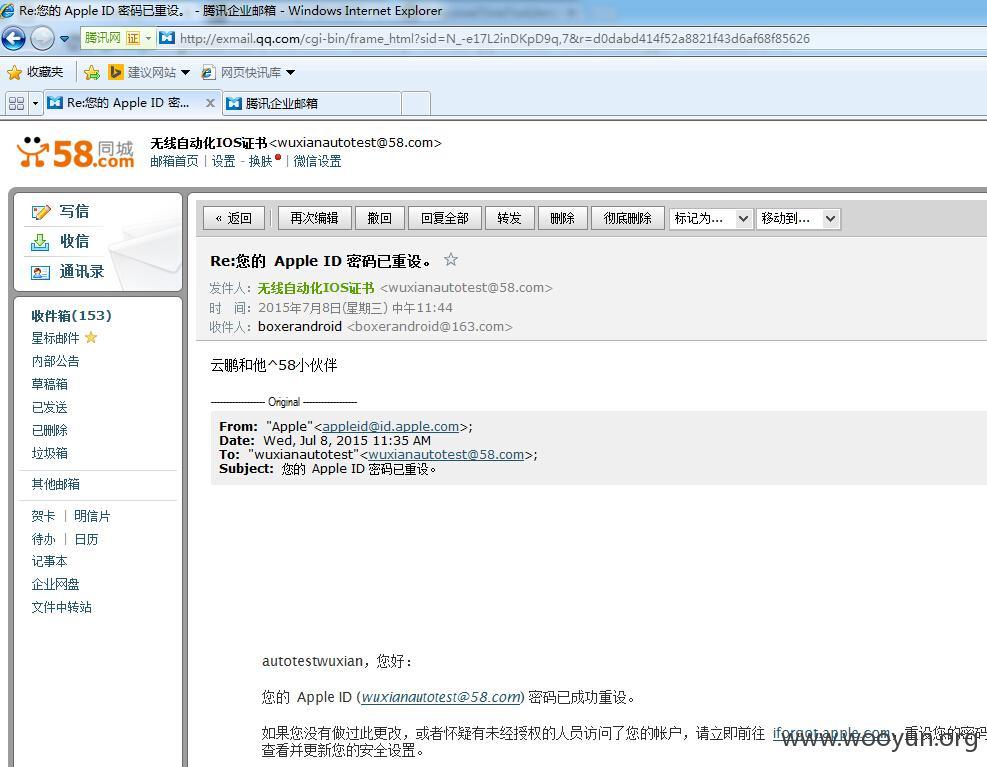 Re:您的 Apple ID 密码已重设。 - 腾讯企业邮箱 - Windows Internet Explorer
腾讯网 证 http://exmail.qq.com/cgi-bin/frame_html?sid=N_-e17L2inDKpD9q,7&r=d0dabd414f52a8821f43d6af68f85626
收藏夹 建议网站 网页快讯库
Re:您的 Apple ID 密... X 腾讯企业邮箱
58同城.com 无线自动化IOS证书<wuxianautotest@58.com>
邮箱首页 | 设置 - 换肤 | 微信设置
写信
收信
通讯录
收件箱(153)
星标邮件
内部公告
草稿箱
已发送
已删除
垃圾箱
其他邮箱
贺卡 | 明信片
待办 | 日历
记事本
企业网盘
文件中转站
« 返回 再次编辑 撤回 回复全部 转发 删除 彻底删除 标记为... 移动到...
Re:您的 Apple ID 密码已重设。
发件人：无线自动化IOS证书 <wuxianautotest@58.com>
时 间：2015年7月8日(星期三) 中午11:44
收件人：boxerandroid <boxerandroid@163.com>
云鹏和他^58小伙伴
------------------ Original ------------------
From: "Apple"<appleid@id.apple.com>;
Date: Wed, Jul 8, 2015 11:35 AM
To: "wuxianautotest"<wuxianautotest@58.com>;
Subject: 您的 Apple ID 密码已重设。
autotestwuxian，您好：
您的 Apple ID (wuxianautotest@58.com) 密码已成功重设。
如果您没有做过此更改，或者怀疑有未经授权的人员访问了您的帐户，请立即前往 iforgot.apple.com，重设您的密码
查看并更新您的安全设置。
www.wooyun.org